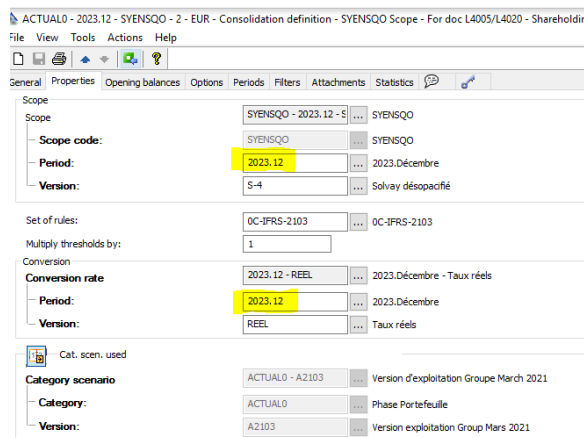 ACTUAL0 - 2023.12 - SYENSQO - 2 - EUR - Consolidation definition - SYENSQO Scope - For doc L4005/L4020 - Shareholdin
File View Tools Actions Help
General Properties Opening balances Options Periods Filters Attachments Statistics
Scope
Scope SYENSQO - 2023.12 - S ... SYENSQO
Scope code: SYENSQO ... SYENSQO
Period: 2023.12 ... 2023.Décembre
Version: S-4 ... Solvay désopacifié
Set of rules: 0C-IFRS-2103 ... 0C-IFRS-2103
Multiply thresholds by: 1
Conversion
Conversion rate 2023.12 - REEL ... 2023.Décembre - Taux réels
Period: 2023.12 ... 2023.Décembre
Version: REEL ... Taux réels
Cat. scen. used
Category scenario ACTUAL0 - A2103 ... Version d'exploitation Groupe March 2021
Category: ACTUAL0 ... Phase Portefeuille
Version: A2103 ... Version exploitation Group Mars 2021